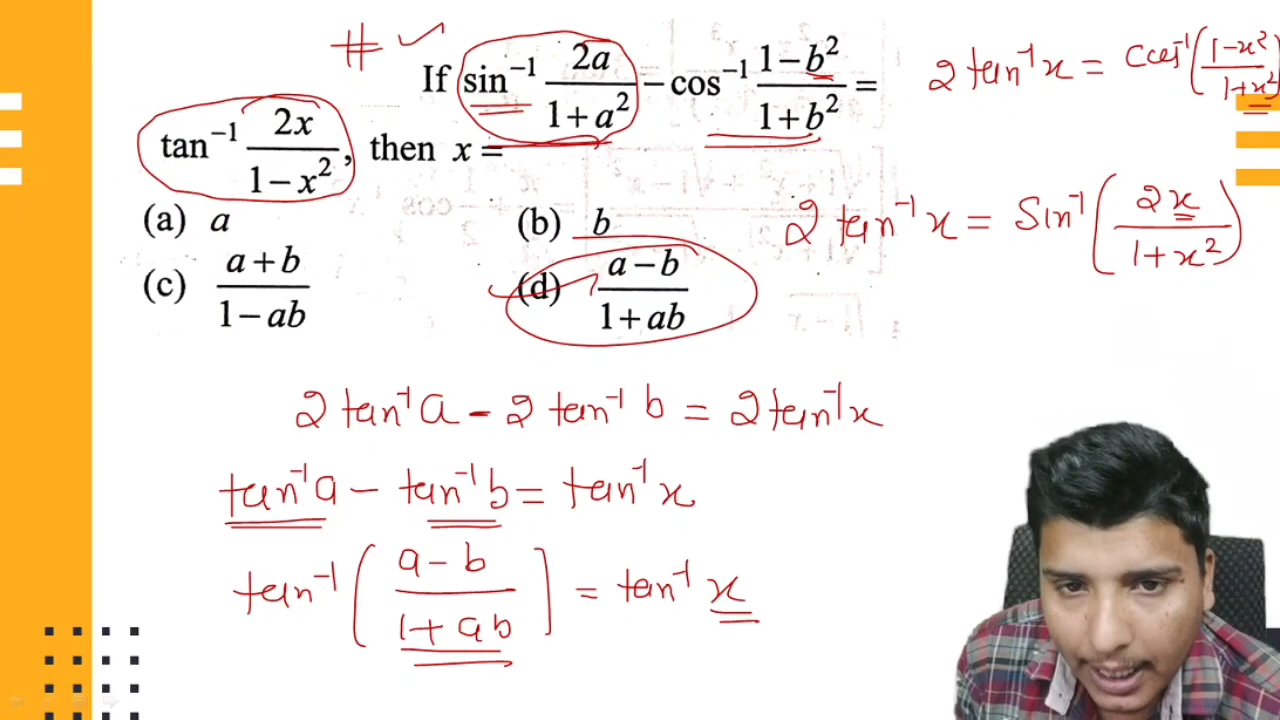 # ✓
If sin⁻¹ 2a/(1+a²) – cos⁻¹ (1–b²)/(1+b²) =
tan⁻¹ 2x/(1–x²), then x =
(a) a
(b) b
(c) (a+b)/(1–ab)
(d) (a–b)/(1+ab)
2 tan⁻¹x = cos⁻¹((1–x²)/(1+x²))
2 tan⁻¹x = Sin⁻¹(2x/(1+x²))
2 tan⁻¹a – 2 tan⁻¹ b = 2 tan⁻¹x
tan⁻¹a – tan⁻¹b = tan⁻¹x
tan⁻¹((a–b)/(1+ab)] = tan⁻¹ x